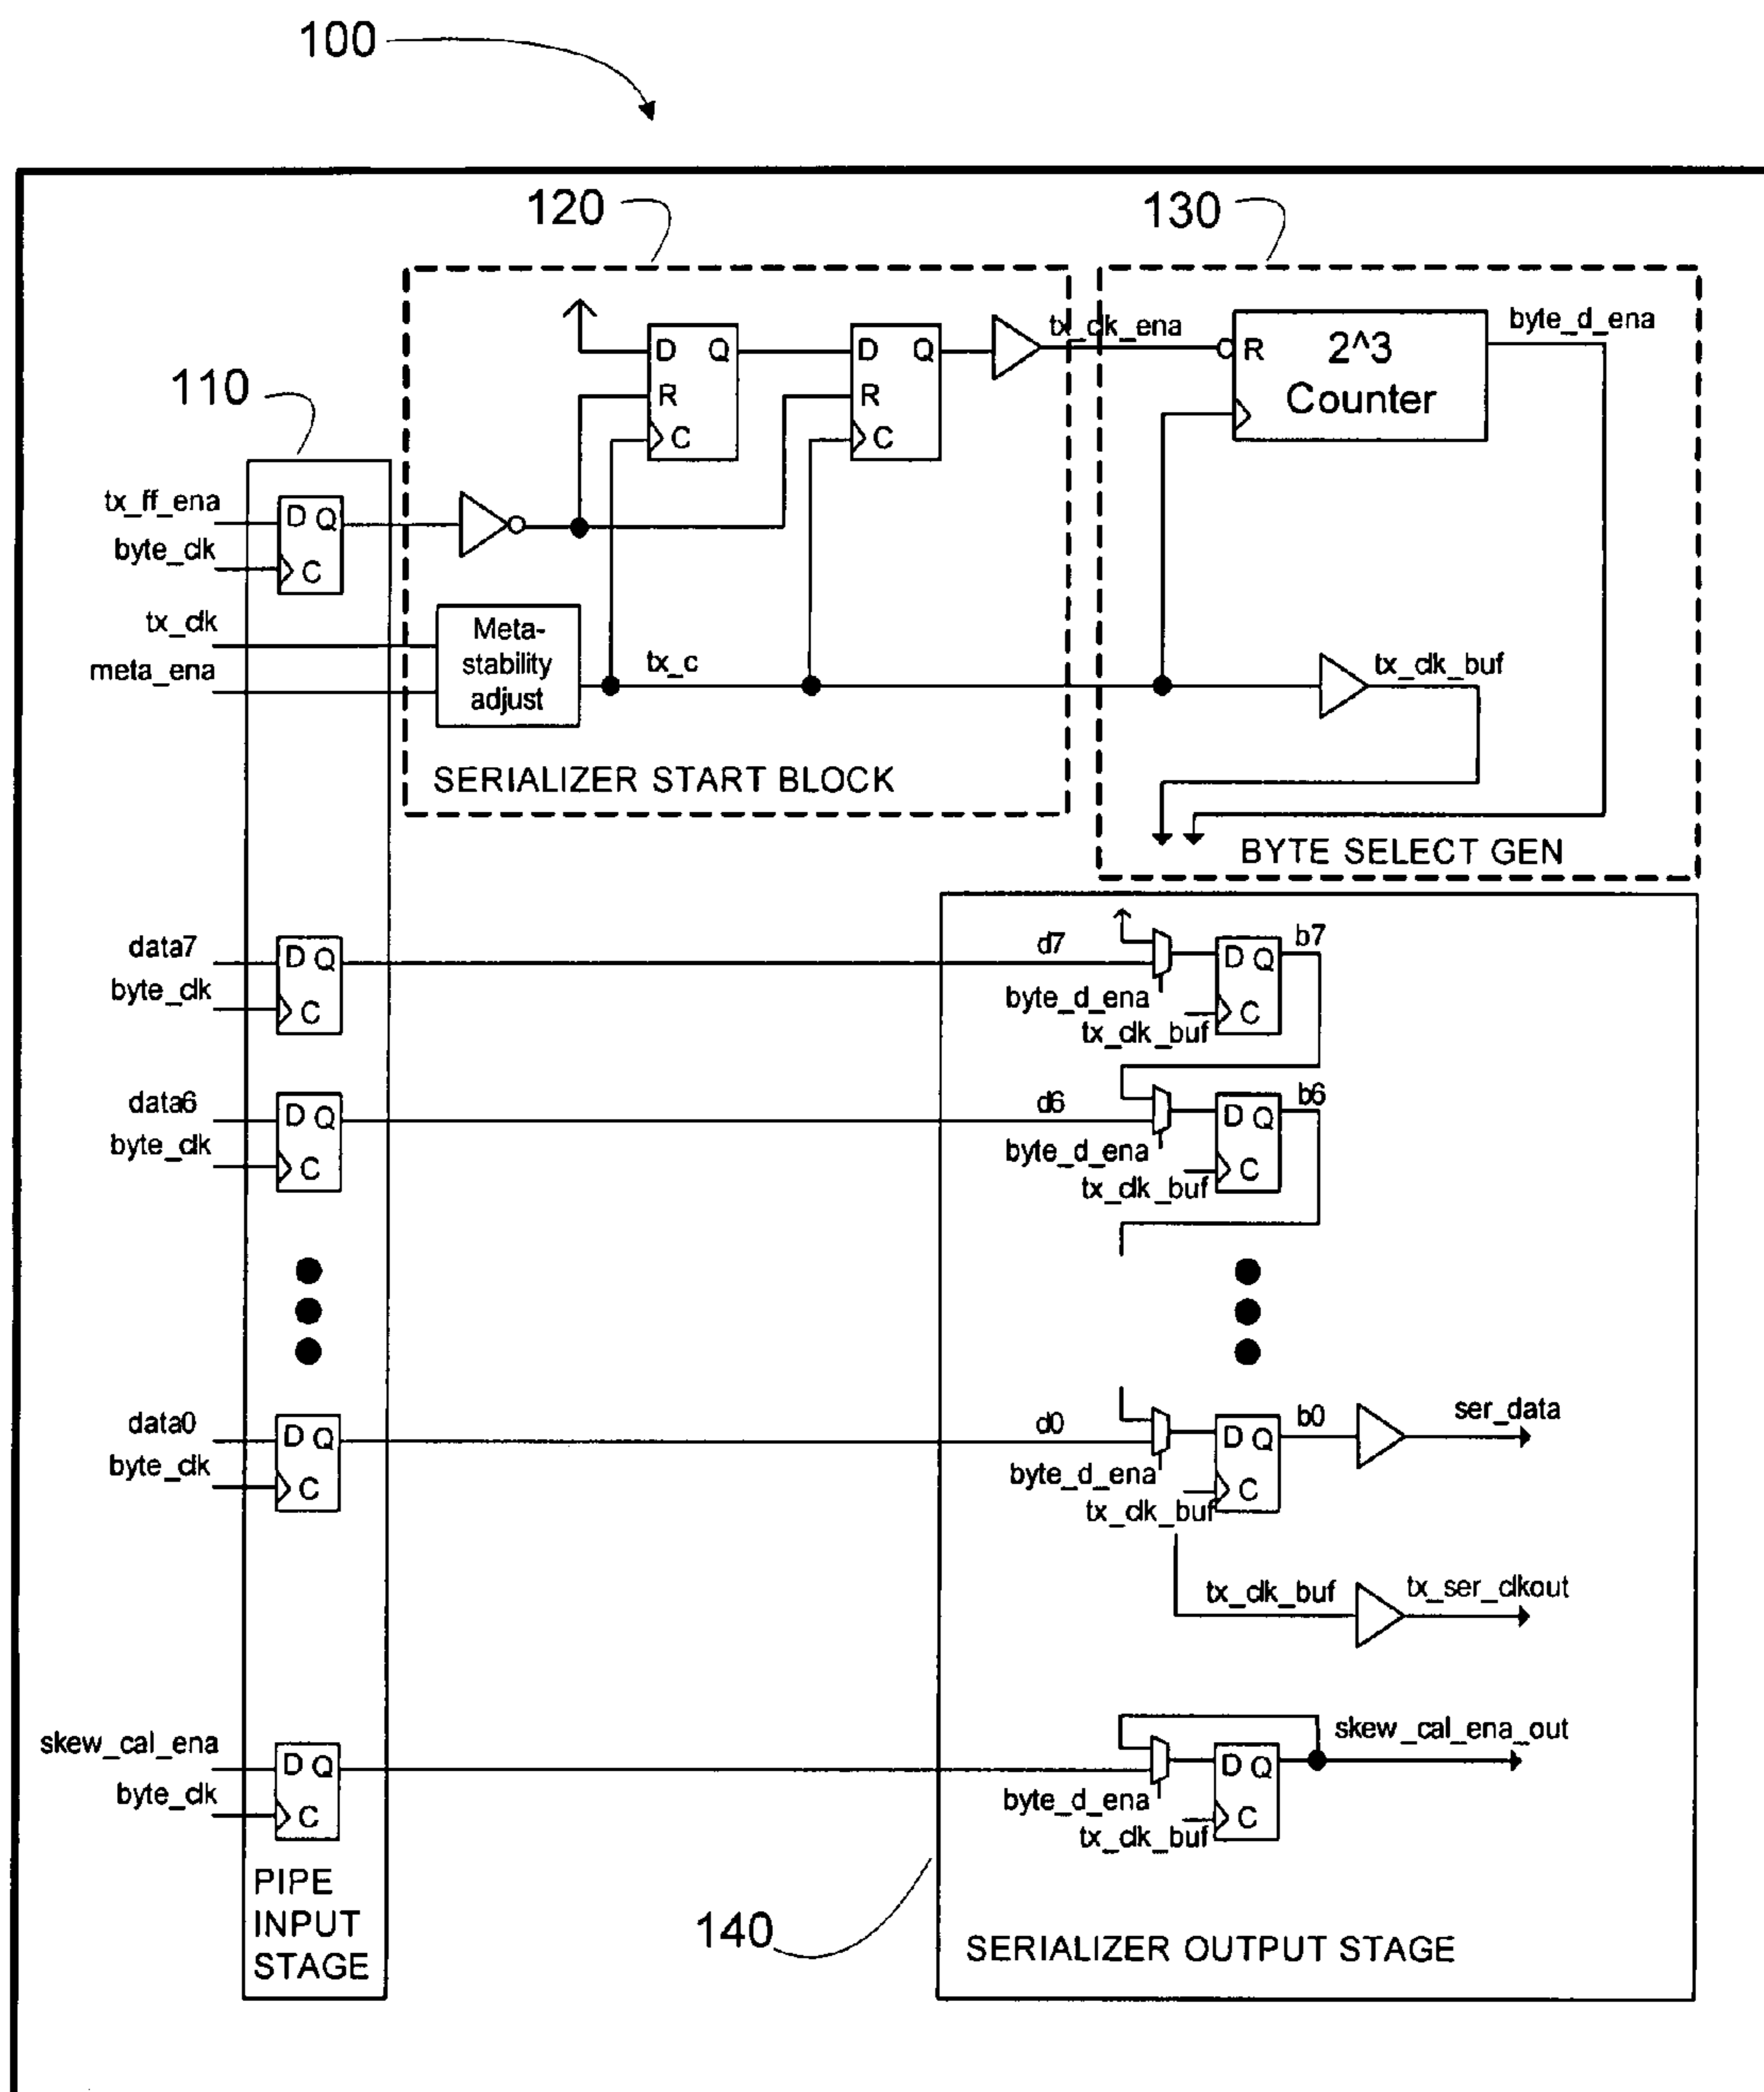 100
120
130
110
tx_clk_ena
byte_d_ena
D Q
R
C
D Q
R
C
R
2^3
Counter
tx_ff_ena
byte_clk
D Q
C
tx_clk
meta_ena
Meta-
stability
adjust
tx_c
tx_clk_buf
SERIALIZER START BLOCK
BYTE SELECT GEN
data7
byte_clk
D Q
C
d7
byte_d_ena
tx_clk_buf
D Q
C
b7
data6
byte_clk
D Q
C
d6
byte_d_ena
tx_clk_buf
D Q
C
b6
data0
byte_clk
D Q
C
d0
byte_d_ena
tx_clk_buf
D Q
C
b0
ser_data
tx_clk_buf
tx_ser_clkout
skew_cal_ena
byte_clk
D Q
C
byte_d_ena
tx_clk_buf
D Q
C
skew_cal_ena_out
PIPE
INPUT
STAGE
140
SERIALIZER OUTPUT STAGE